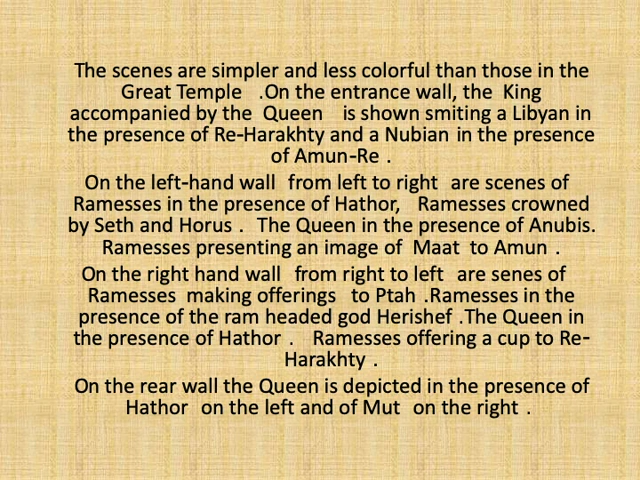 The scenes are simpler and less colorful than those in the
Great Temple .On the entrance wall, the King
accompanied by the Queen is shown smiting a Libyan in
the presence of Re-Harakhty and a Nubian in the presence
of Amun-Re .
On the left-hand wall from left to right are scenes of
Ramesses in the presence of Hathor, Ramesses crowned
by Seth and Horus . The Queen in the presence of Anubis.
Ramesses presenting an image of Maat to Amun .
On the right hand wall from right to left are senes of
Ramesses making offerings to Ptah .Ramesses in the
presence of the ram headed god Herishef .The Queen in
the presence of Hathor . Ramesses offering a cup to Re-
Harakhty .
On the rear wall the Queen is depicted in the presence of
Hathor on the left and of Mut on the right .